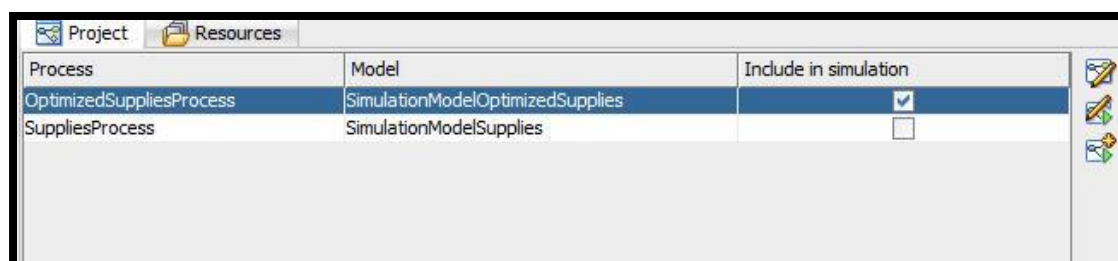 Project Resources
Process Model Include in simulation
OptimizedSuppliesProcess SimulationModelOptimizedSupplies
SuppliesProcess SimulationModelSupplies